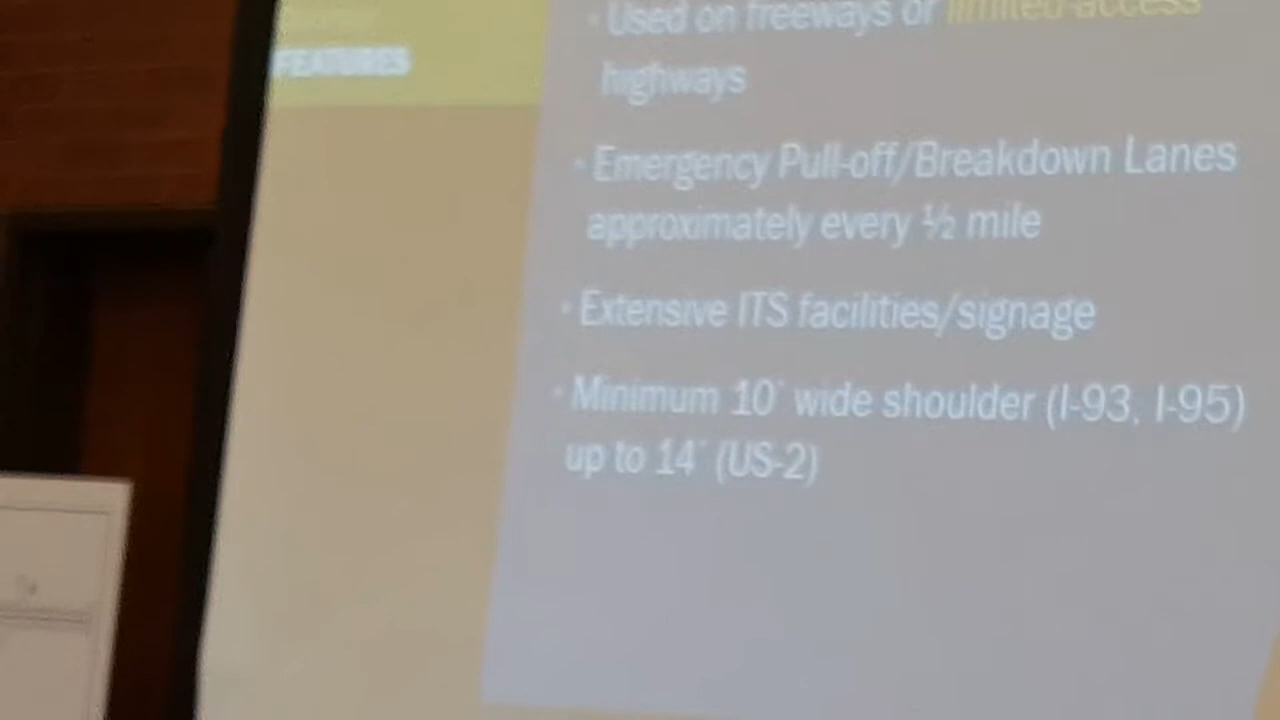 FEATURES
· Used on freeways or limited-access
highways
· Emergency Pull-off/Breakdown Lanes
approximately every ½ mile
· Extensive ITS facilities/signage
· Minimum 10' wide shoulder (I-93, I-95)
up to 14' (US-2)